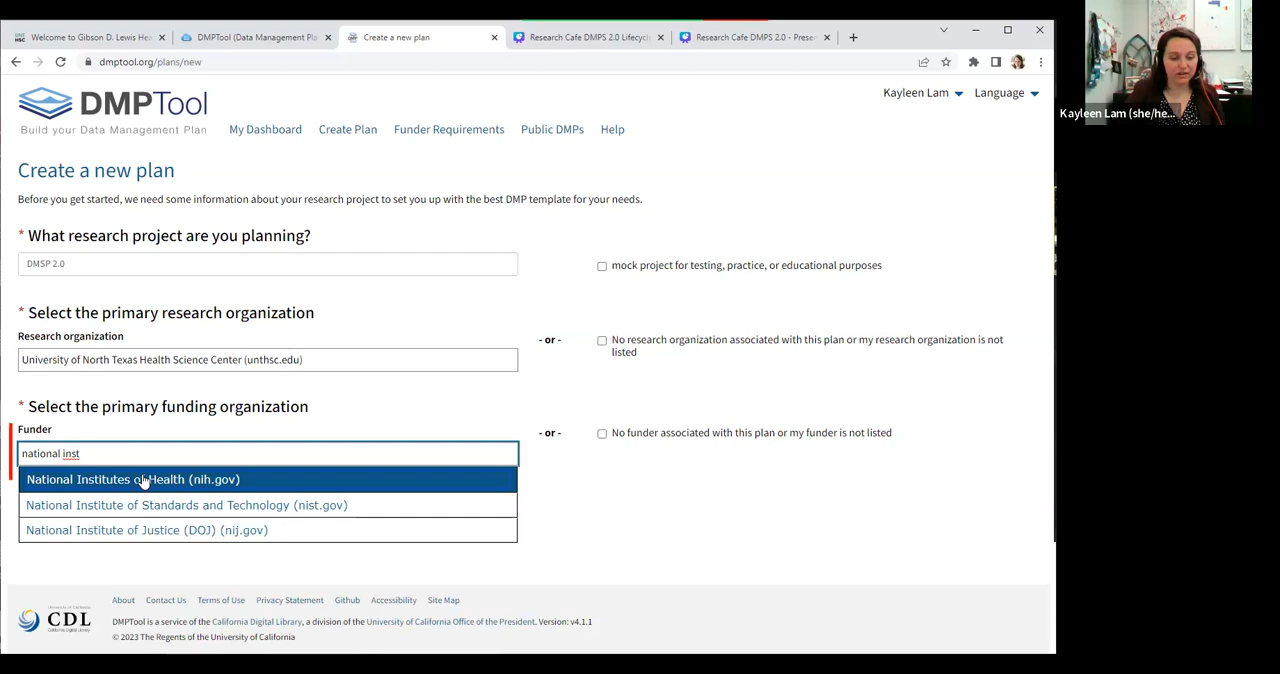 UNT HSC Welcome to Gibson D. Lewis Hea
DMPTool (Data Management Pla
Create a new plan
Research Cafe DMPS 2.0 Lifecycl
Research Cafe DMPS 2.0 - Presen
dmptool.org/plans/new
DMPTool
Build your Data Management Plan
Kayleen Lam
Language
My Dashboard
Create Plan
Funder Requirements
Public DMPs
Help
Kayleen Lam (she/he...
Create a new plan
Before you get started, we need some information about your research project to set you up with the best DMP template for your needs.
* What research project are you planning?
DMSP 2.0
mock project for testing, practice, or educational purposes
* Select the primary research organization
Research organization
University of North Texas Health Science Center (unthsc.edu)
- or -
No research organization associated with this plan or my research organization is not
listed
* Select the primary funding organization
Funder
national inst
- or -
No funder associated with this plan or my funder is not listed
National Institutes of Health (nih.gov)
National Institute of Standards and Technology (nist.gov)
National Institute of Justice (DOJ) (nij.gov)
CDL
About
Contact Us
Terms of Use
Privacy Statement
Github
Accessibility
Site Map
DMPTool is a service of the California Digital Library, a division of the University of California Office of the President. Version: v4.1.1
© 2023 The Regents of the University of California